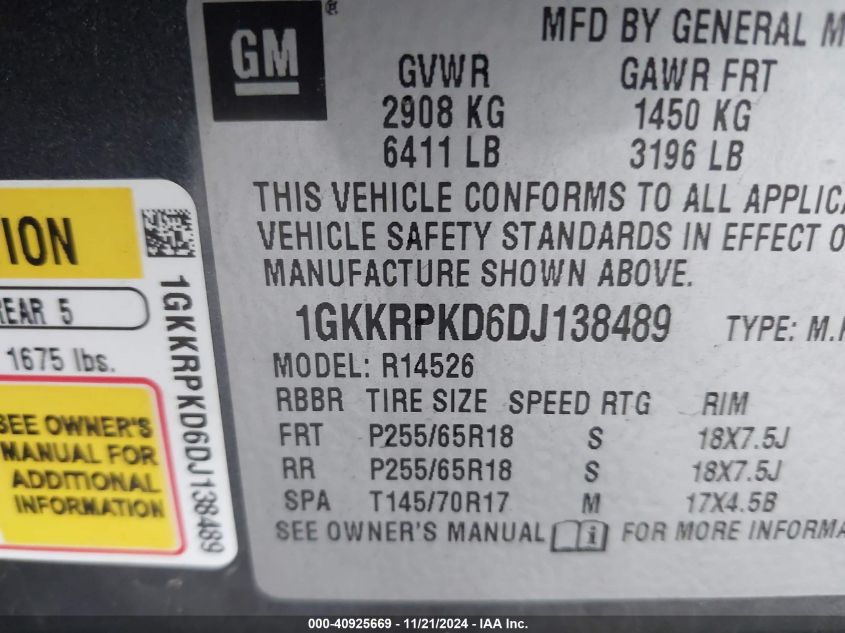 GM
®
MFD BY GENERAL
GVWR GAWR FRT
2908 KG 1450 KG
6411 LB 3196 LB
THIS VEHICLE CONFORMS TO ALL
VEHICLE SAFETY STANDARDS IN EFFECT
MANUFACTURE SHOWN ABOVE.
1GKKRPKD6DJ138489 TYPE:
MODEL: R14526
RBBR TIRE SIZE SPEED RTG RIM
FRT P255/65R18 S 18X7.5J
RR P255/65R18 S 18X7.5J
SPA T145/70R17 M 17X4.5B
SEE OWNER'S MANUAL i FOR MORE
ION
REAR 5
1675 lbs.
SEE OWNER'S
MANUAL FOR
ADDITIONAL
INFORMATION
1GKKRPKD6DJ138489
000-40925669 - 11/21/2024 - IAA Inc.